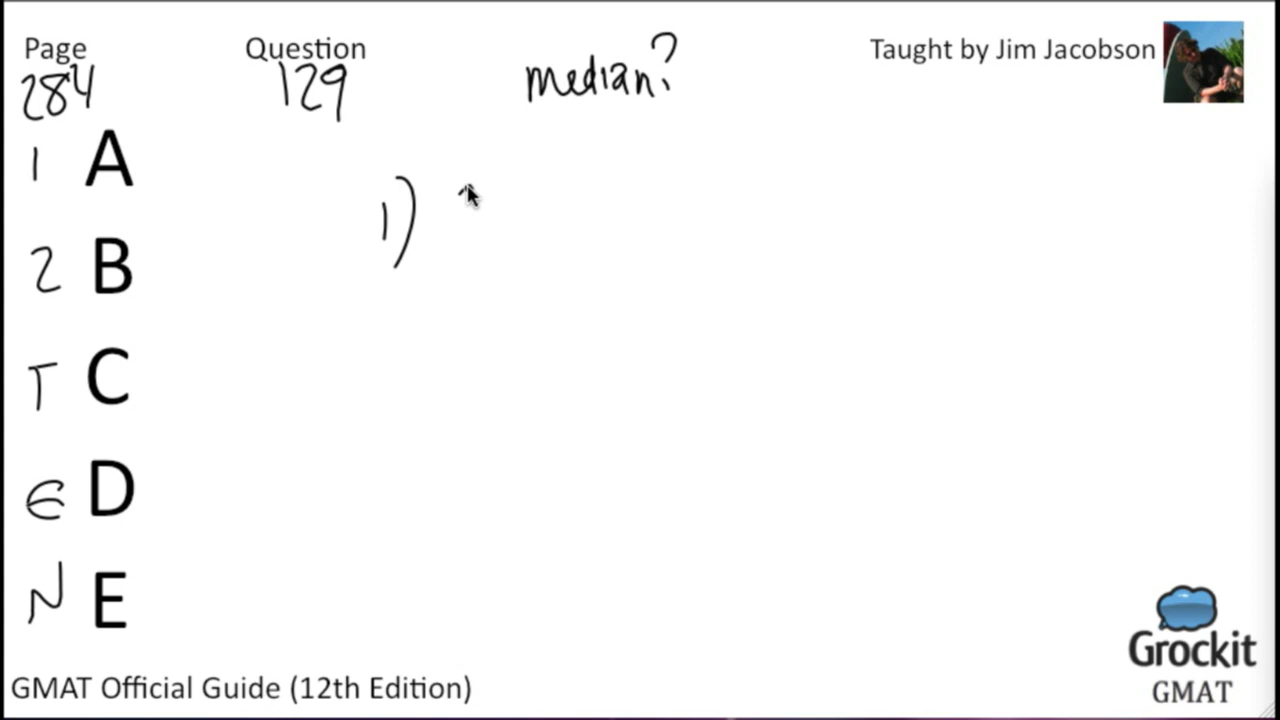 Page Question median? Taught by Jim Jacobson
284 129
1 A
1)
2 B
T C
E D
N E
Grockit
GMAT
GMAT Official Guide (12th Edition)